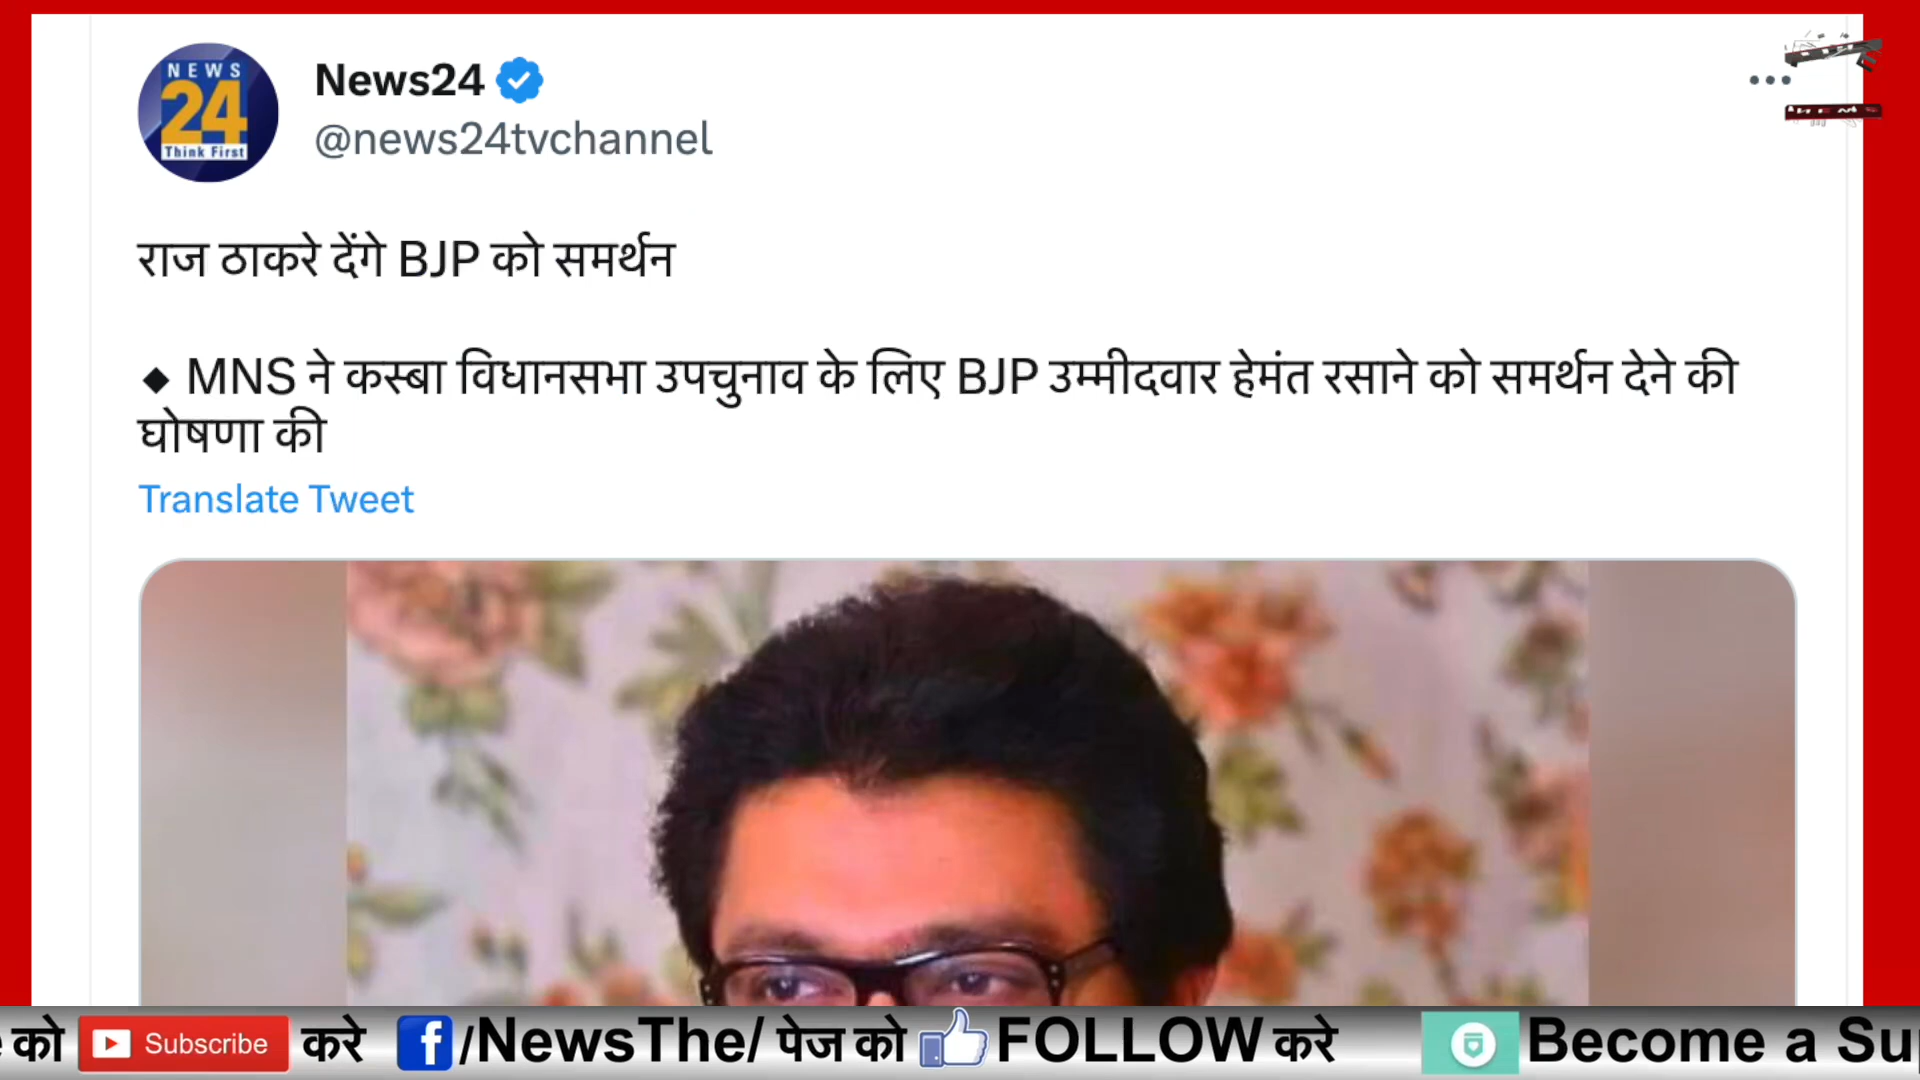 NEWS
24
Think First
News24
@news24tvchannel
राज ठाकरे देंगे BJP को समर्थन
◆ MNS ने कस्बा विधानसभा उपचुनाव के लिए BJP उम्मीदवार हेमंत रसाने को समर्थन देने की
घोषणा की
Translate Tweet
को Subscribe करे f/NewsThe/ पेज को FOLLOW करे Become a Su